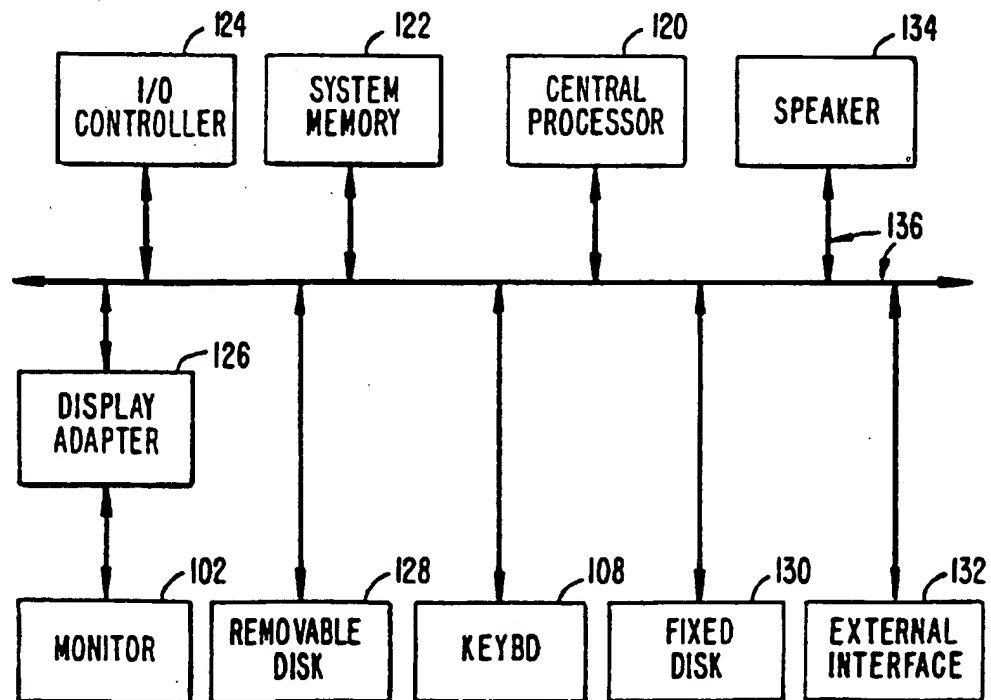 124
122
120
134
I/O
CONTROLLER
SYSTEM
MEMORY
CENTRAL
PROCESSOR
SPEAKER
136
126
DISPLAY
ADAPTER
102
128
108
130
132
MONITOR
REMOVABLE
DISK
KEYBD
FIXED
DISK
EXTERNAL
INTERFACE